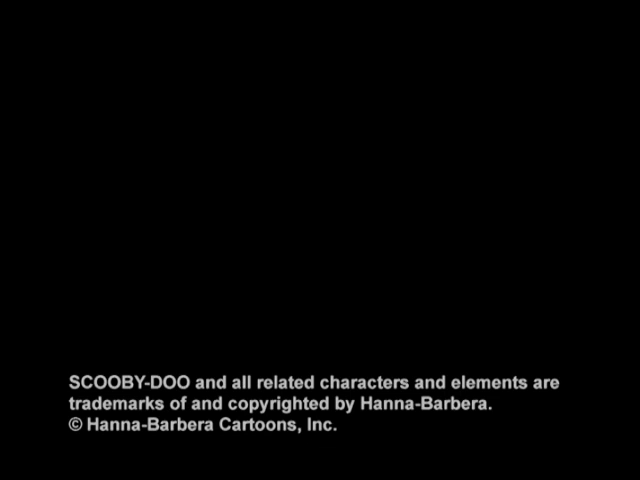 SCOOBY-DOO and all related characters and elements are
trademarks of and copyrighted by Hanna-Barbera.
© Hanna-Barbera Cartoons, Inc.